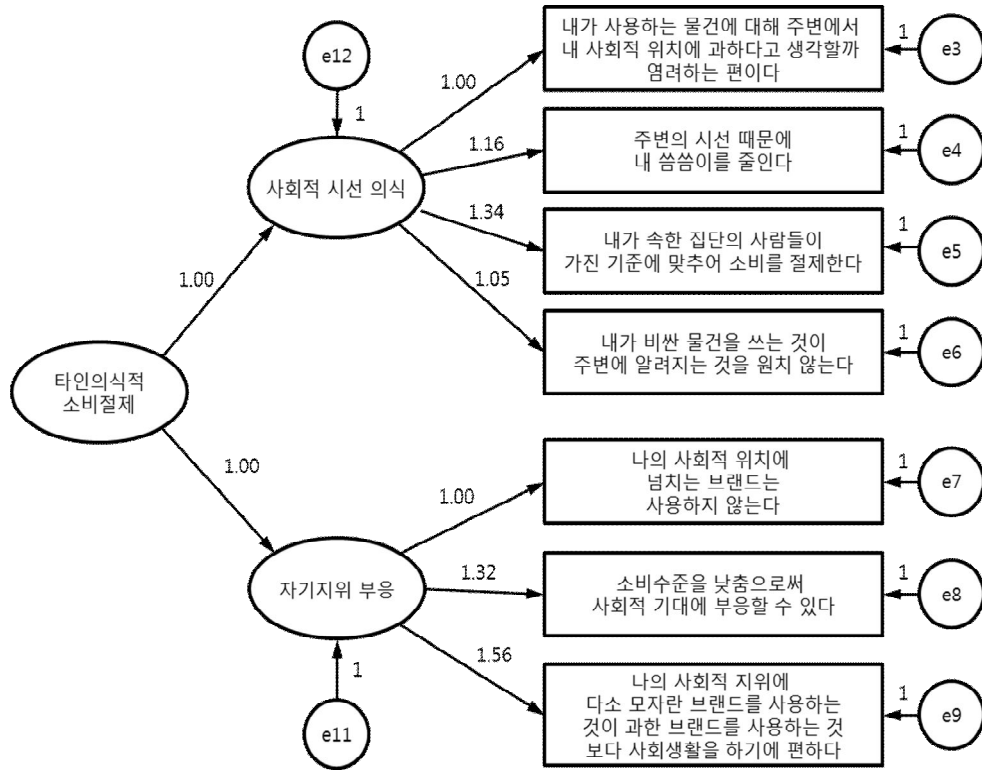 내가 사용하는 물건에 대해 주변에서
내 사회적 위치에 과하다고 생각할까
염려하는 편이다
1
e3
e12
1.00
1
주변의 시선 때문에
내 씀씀이를 줄인다
1
e4
1.16
사회적 시선 의식
1.34
내가 속한 집단의 사람들이
가진 기준에 맞추어 소비를 절제한다
1
e5
1.00
1.05
내가 비싼 물건을 쓰는 것이
주변에 알려지는 것을 원치 않는다
1
e6
타인의식적
소비절제
1.00
1.00
나의 사회적 위치에
넘치는 브랜드는
사용하지 않는다
1
e7
자기지위 부응
1.32
소비수준을 낮춤으로써
사회적 기대에 부응할 수 있다
1
e8
1.56
1
e11
나의 사회적 지위에
다소 모자란 브랜드를 사용하는
것이 과한 브랜드를 사용하는 것
보다 사회생활을 하기에 편하다
1
e9